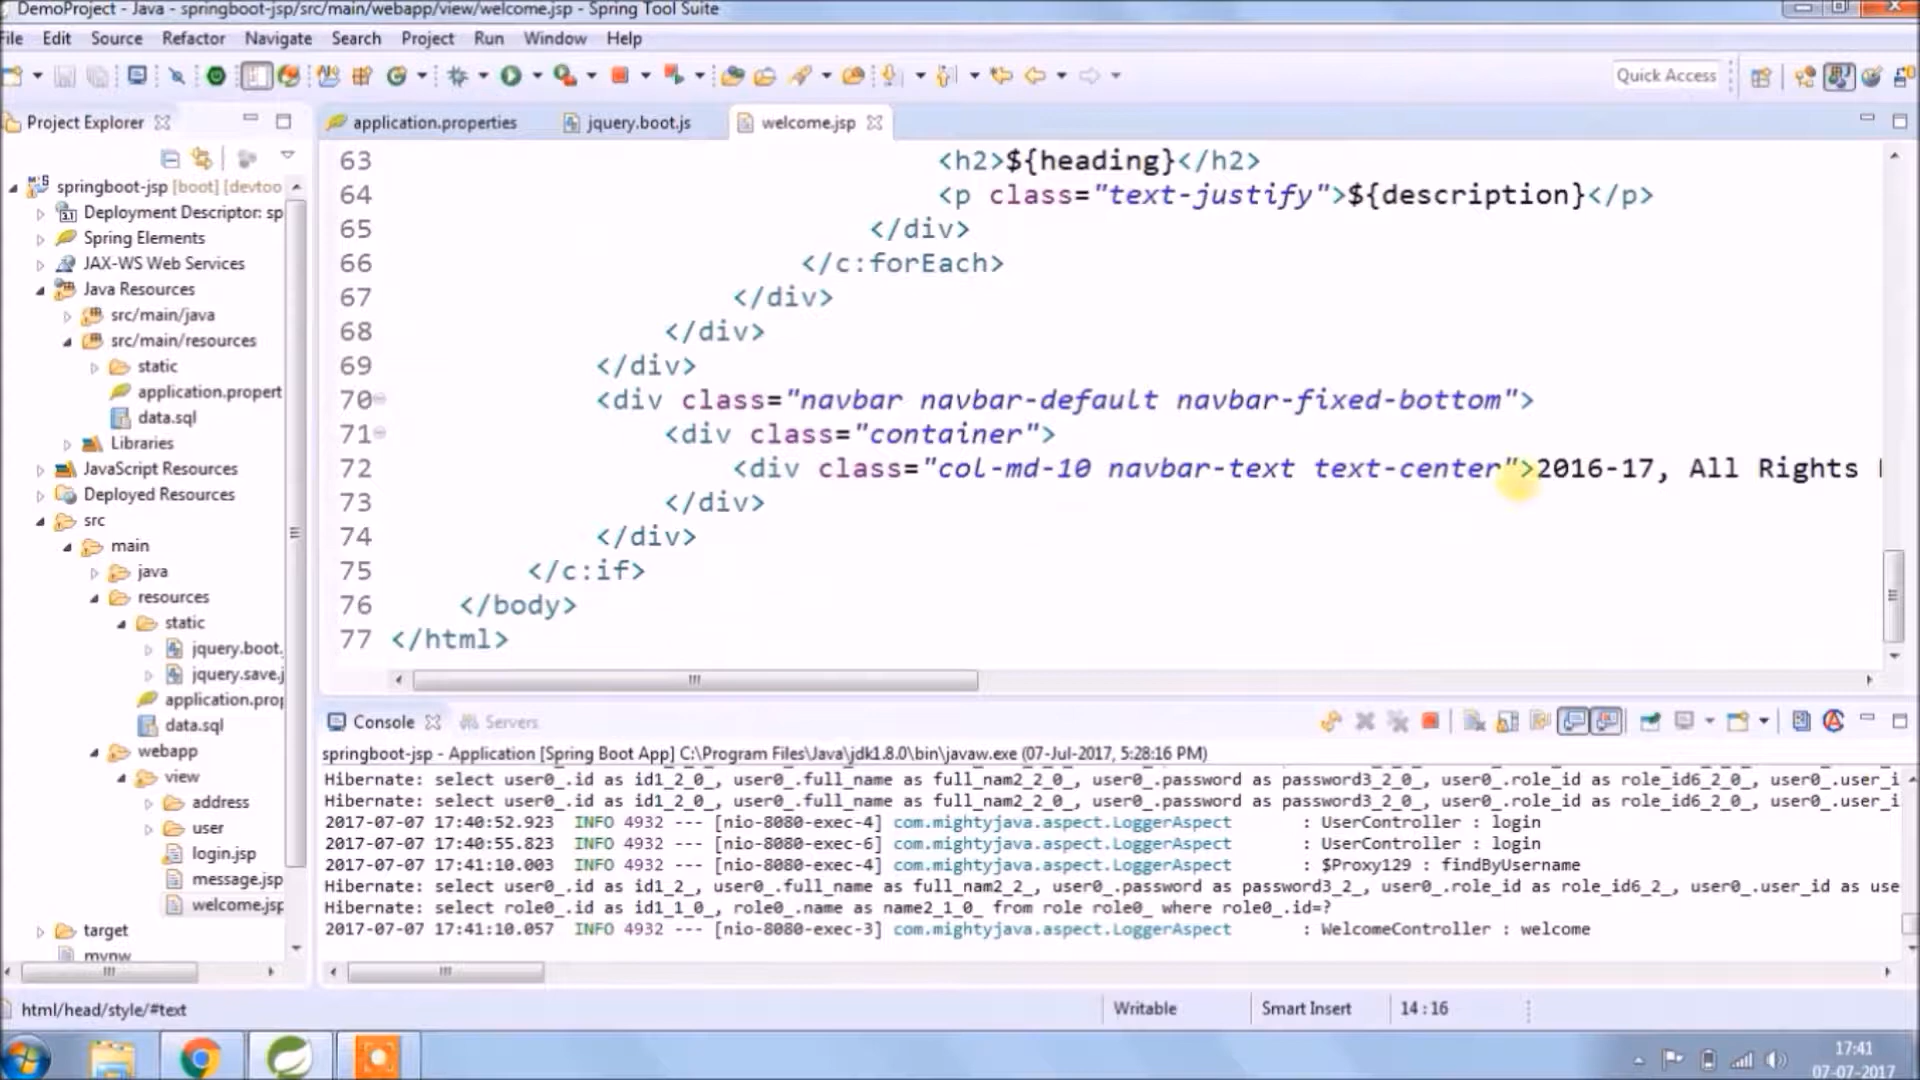 DemoProject - Java - springboot-jsp/src/main/webapp/view/welcome.jsp - Spring Tool Suite
File Edit Source Refactor Navigate Search Project Run Window Help
Quick Access
Project Explorer
application.properties
jquery.boot.js
welcome.jsp
springboot-jsp [boot] [devtoo
Deployment Descriptor: sp
Spring Elements
JAX-WS Web Services
Java Resources
src/main/java
src/main/resources
static
application.propert
data.sql
Libraries
JavaScript Resources
Deployed Resources
src
main
java
resources
static
jquery.boot.
jquery.save.j
application.prop
data.sql
webapp
view
address
user
login.jsp
message.jsp
welcome.jsp
target
mvnw
63 <h2>${heading}</h2>
64 <p class="text-justify">${description}</p>
65 </div>
66 </c:forEach>
67 </div>
68 </div>
69 </div>
70 <div class="navbar navbar-default navbar-fixed-bottom">
71 <div class="container">
72 <div class="col-md-10 navbar-text text-center">2016-17, All Rights
73 </div>
74 </div>
75 </c:if>
76 </body>
77 </html>
Console
Servers
springboot-jsp - Application [Spring Boot App] C:\Program Files\Java\jdk1.8.0\bin\javaw.exe (07-Jul-2017, 5:28:16 PM)
Hibernate: select user0_.id as id1_2_0_, user0_.full_name as full_nam2_2_0_, user0_.password as password3_2_0_, user0_.role_id as role_id6_2_0_, user0_.user_i
Hibernate: select user0_.id as id1_2_0_, user0_.full_name as full_nam2_2_0_, user0_.password as password3_2_0_, user0_.role_id as role_id6_2_0_, user0_.user_i
2017-07-07 17:40:52.923 INFO 4932 --- [nio-8080-exec-4] com.mightyjava.aspect.LoggerAspect : UserController : login
2017-07-07 17:40:55.823 INFO 4932 --- [nio-8080-exec-6] com.mightyjava.aspect.LoggerAspect : UserController : login
2017-07-07 17:41:10.003 INFO 4932 --- [nio-8080-exec-4] com.mightyjava.aspect.LoggerAspect : $Proxy129 : findByUsername
Hibernate: select user0_.id as id1_2_, user0_.full_name as full_nam2_2_, user0_.password as password3_2_, user0_.role_id as role_id6_2_, user0_.user_id as use
Hibernate: select role0_.id as id1_1_0_, role0_.name as name2_1_0_ from role role0_ where role0_.id=?
2017-07-07 17:41:10.057 INFO 4932 --- [nio-8080-exec-3] com.mightyjava.aspect.LoggerAspect : WelcomeController : welcome
html/head/style/#text
Writable
Smart Insert
14:16
17:41
07-07-2017